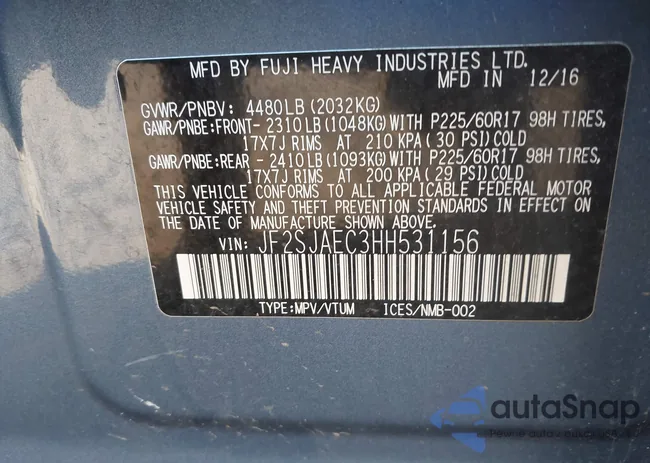 MFD BY FUJI HEAVY INDUSTRIES LTD.
MFD IN 12/16
GVWR/PNBV: 4480LB(2032KG)
GAWR/PNBE:FRONT-2310LB(1048KG)WITH P225/60R17 98H TIRES,
17X7J RIMS AT 210 KPA(30 PSI)COLD
GAWR/PNBE:REAR -2410LB(1093KG)WITH P225/60R17 98H TIRES,
17X7J RIMS AT 200 KPA(29 PSI)COLD
THIS VEHICLE CONFORMS TO ALL APPLICABLE FEDERAL MOTOR
VEHICLE SAFETY AND THEFT PREVENTION STANDARDS IN EFFECT ON
THE DATE OF MANUFACTURE SHOWN ABOVE.
VIN: JF2SJAEC3HH531156
TYPE:MPV/VTUM ICES/NMB-002
autaSnap